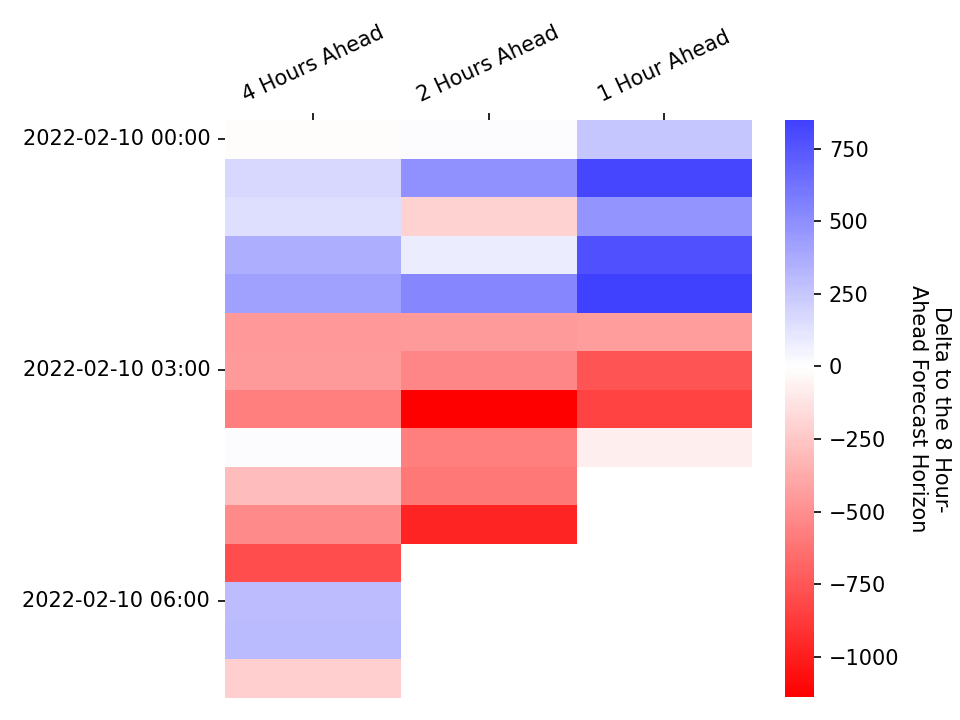 4 Hours Ahead
2 Hours Ahead
1 Hour Ahead
2022-02-10 00:00
2022-02-10 03:00
2022-02-10 06:00
750
500
250
0
−250
−500
−750
−1000
Delta to the 8 Hour-
Ahead Forecast Horizon